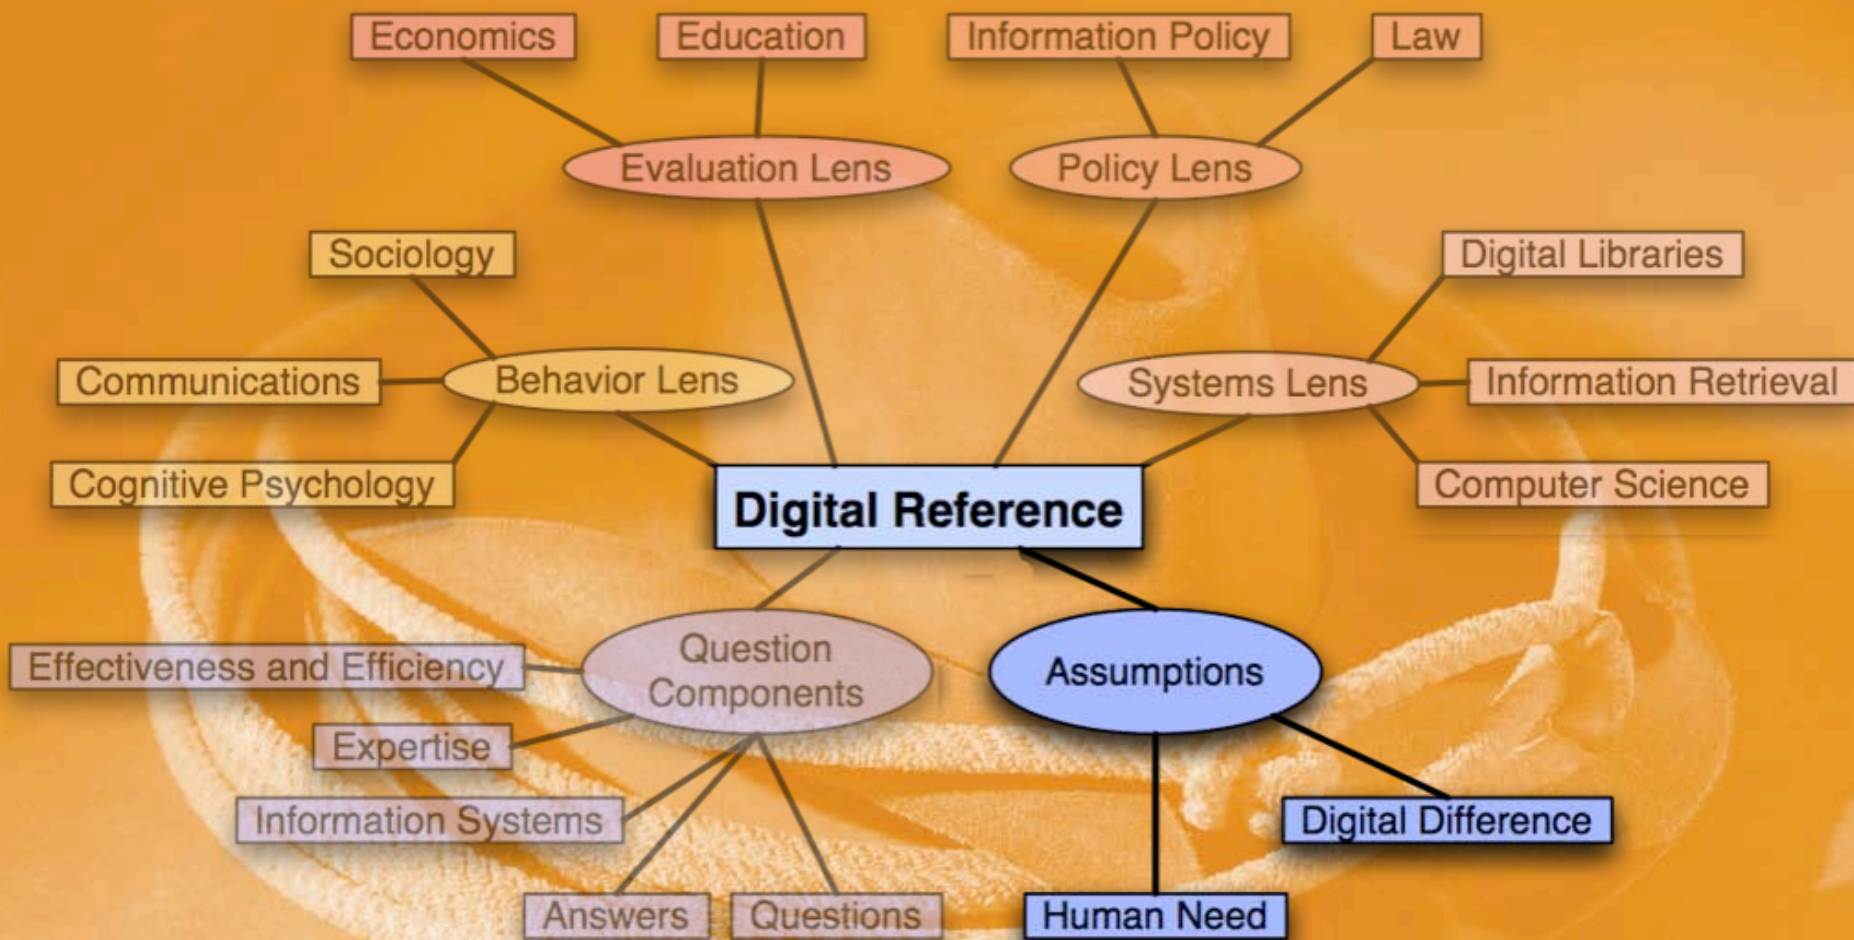 Economics
Education
Information Policy
Law
Evaluation Lens
Policy Lens
Sociology
Digital Libraries
Communications
Behavior Lens
Systems Lens
Information Retrieval
Cognitive Psychology
Computer Science
Digital Reference
Question
Components
Assumptions
Effectiveness and Efficiency
Expertise
Information Systems
Digital Difference
Answers
Questions
Human Need